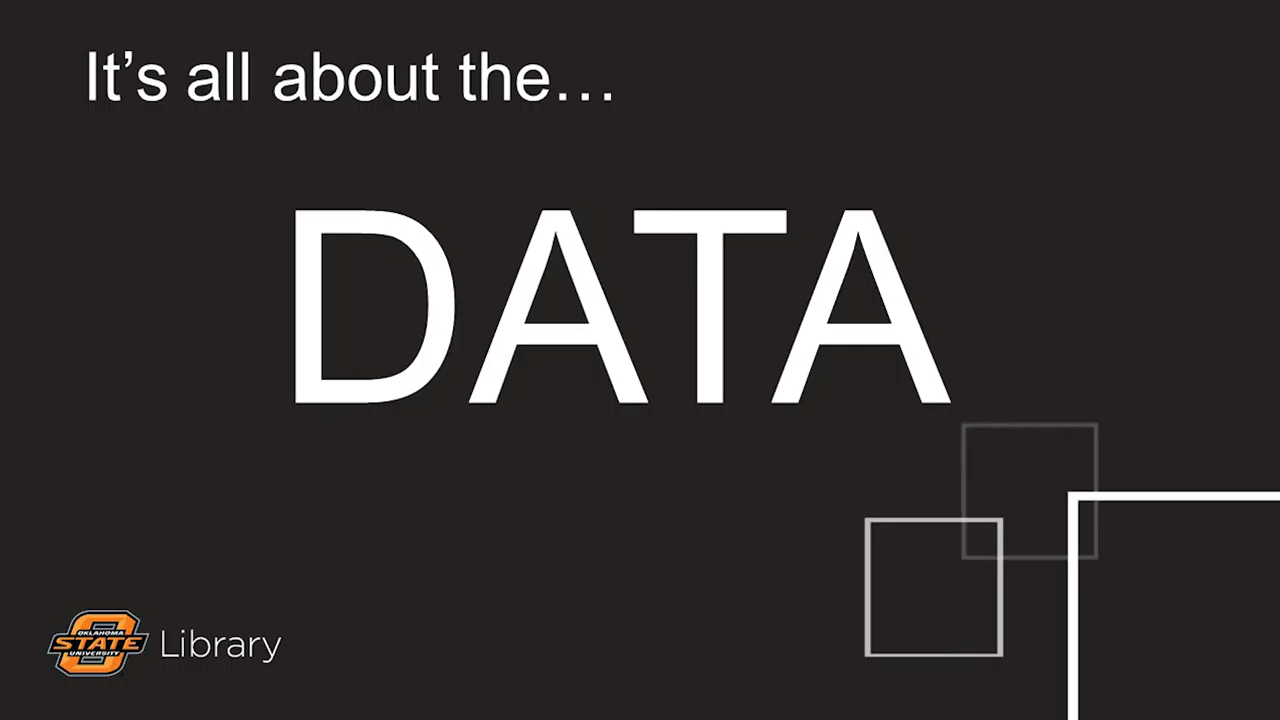 It’s all about the…
DATA
OKLAHOMA
STATE
UNIVERSITY
Library